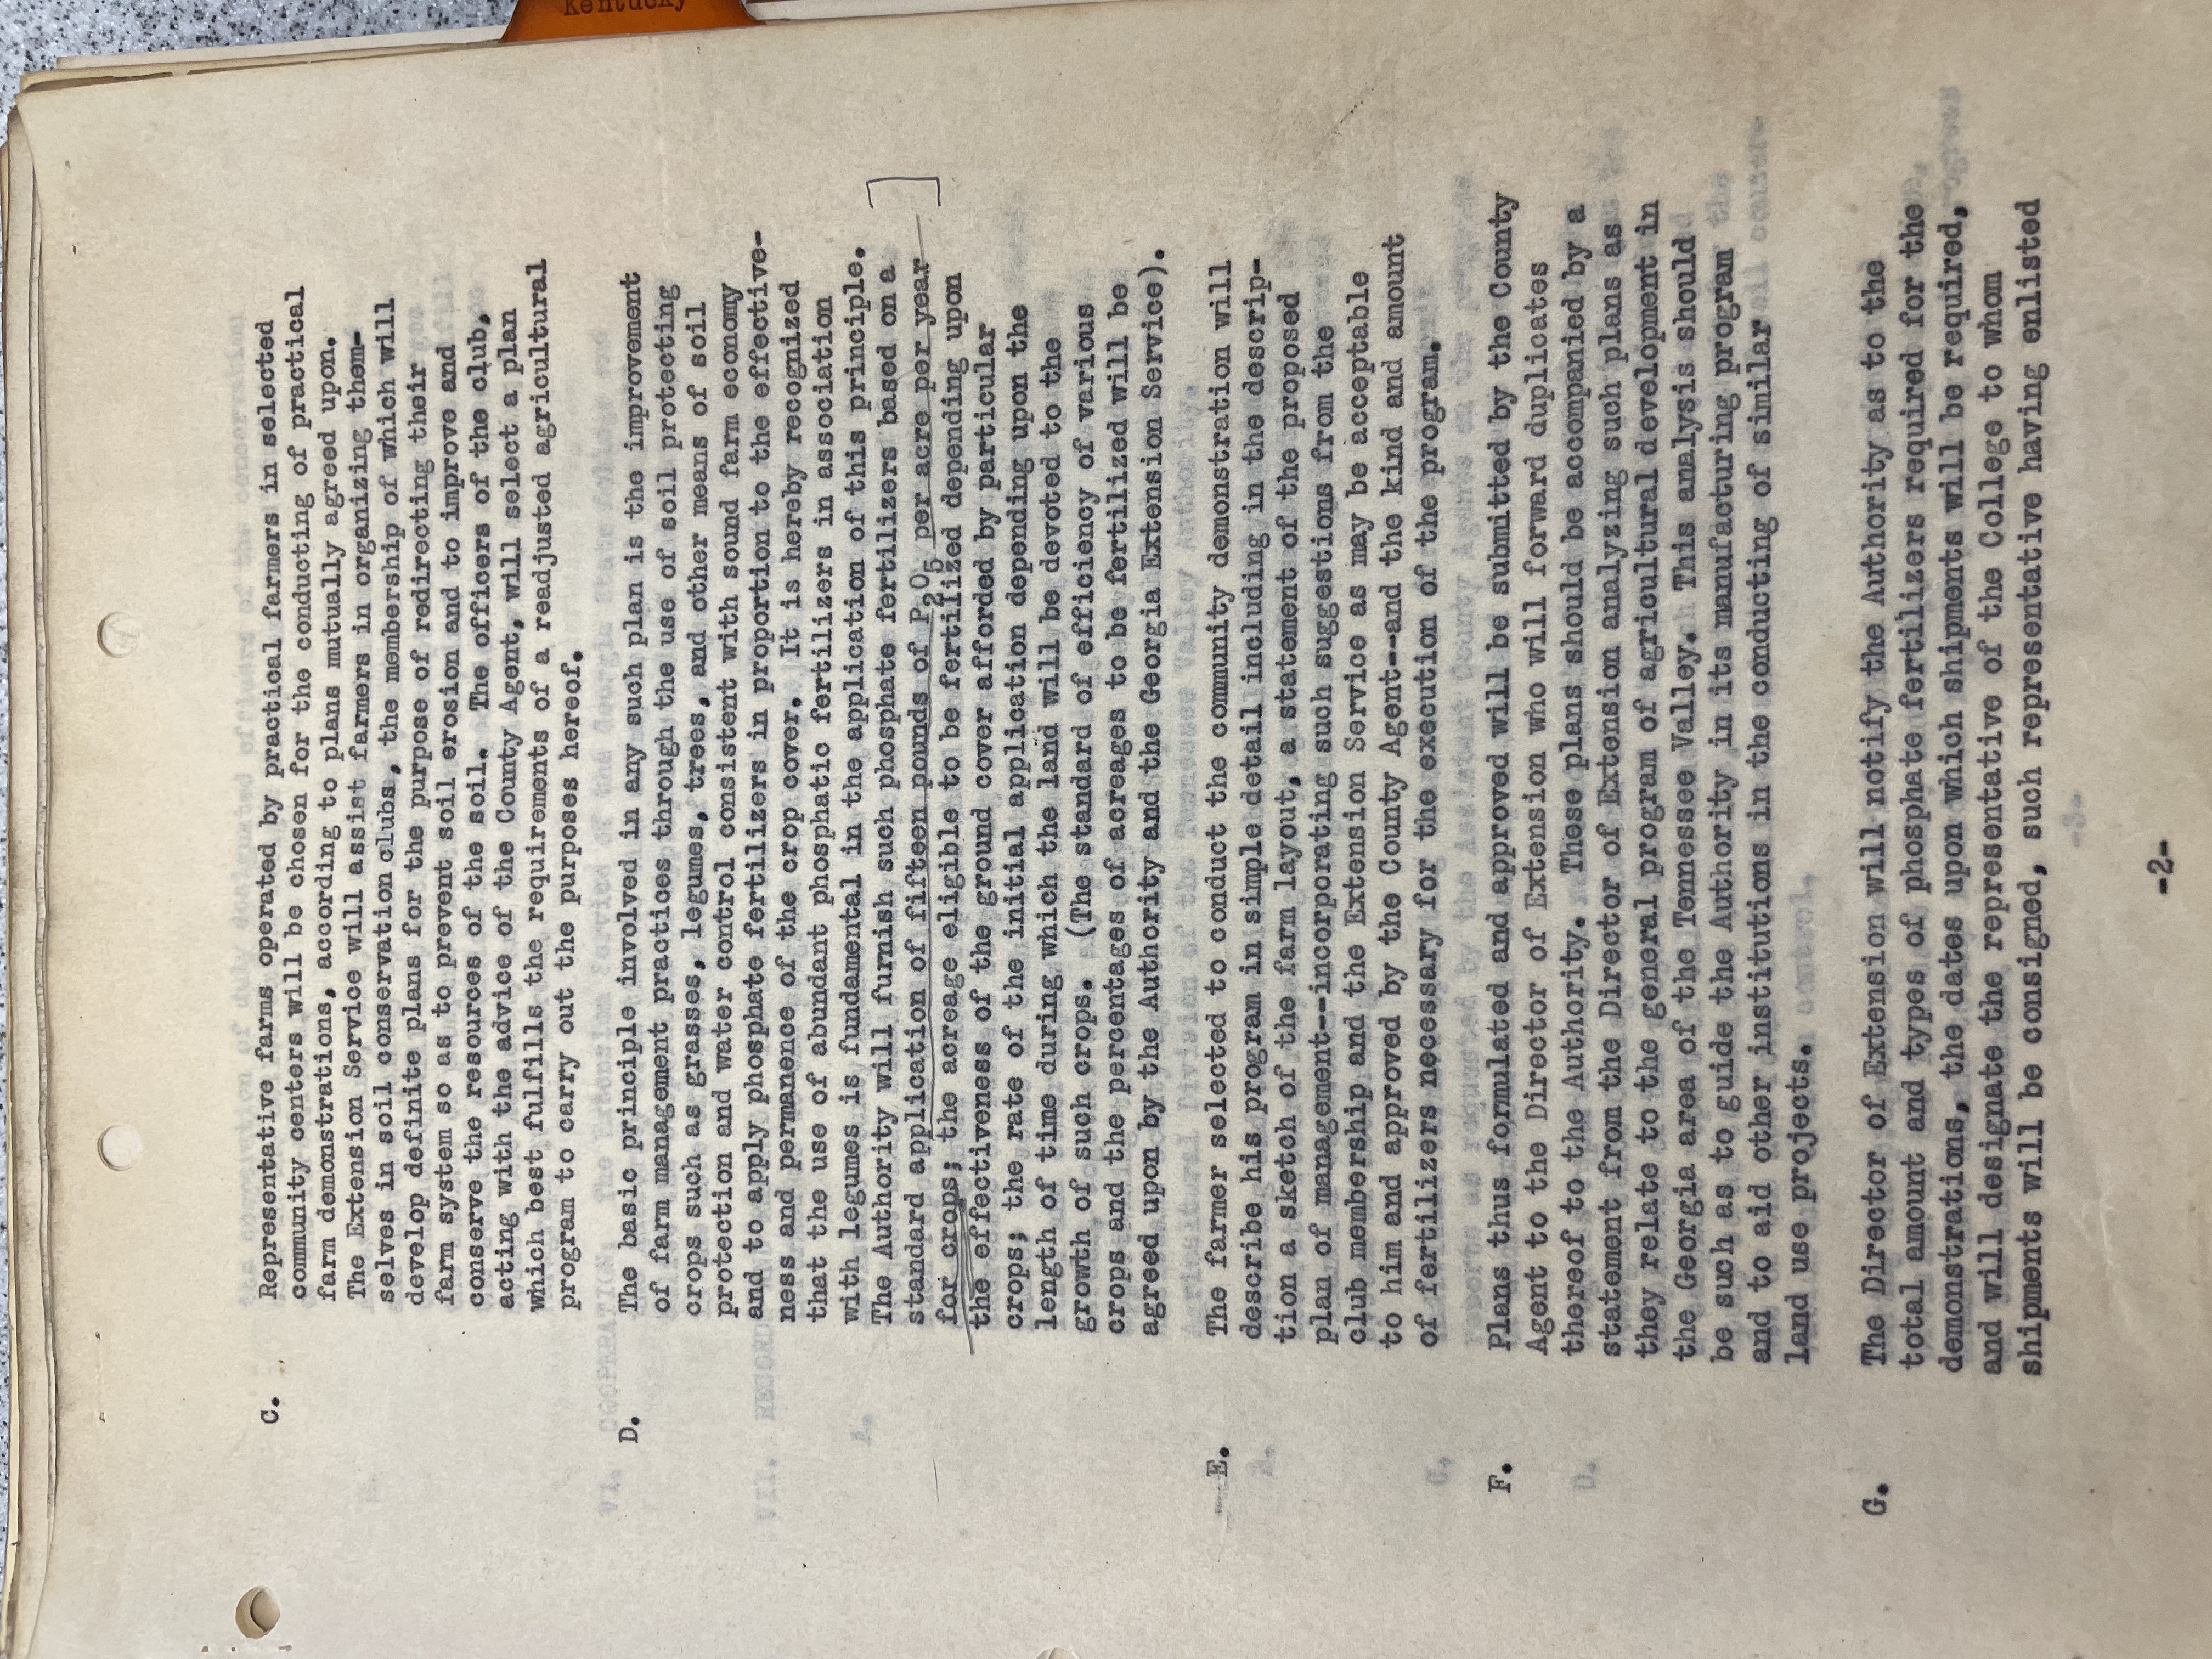 C. Representative farms operated by practical farmers in selected
community centers will be chosen for the conducting of practical
farm demonstrations, according to plans mutually agreed upon.
The Extension Service will assist farmers in organizing them-
selves in soil conservation clubs, the membership of which will
develop definite plans for the purpose of redirecting their
farm system so as to prevent soil erosion and to improve and
conserve the resources of the soil. The officers of the club,
acting with the advice of the County Agent, will select a plan
which best fulfills the requirements of a readjusted agricultural
program to carry out the purposes hereof.
D. The basic principle involved in any such plan is the improvement
of farm management practices through the use of soil protecting
crops such as grasses, legumes, trees, and other means of soil
protection and water control consistent with sound farm economy
and to apply phosphate fertilizers in proportion to the effective-
ness and permanence of the crop cover. It is hereby recognized
that the use of abundant phosphatic fertilizers in association
with legumes is fundamental in the application of this principle.
The Authority will furnish such phosphate fertilizers based on a
standard application of fifteen pounds of P2O5 per acre per year
for crops; the acreage eligible to be fertilized depending upon
the effectiveness of the ground cover afforded by particular
crops; the rate of the initial application depending upon the
length of time during which the land will be devoted to the
growth of such crops. (The standard of efficiency of various
crops and the percentages of acreages to be fertilized will be
agreed upon by the Authority and the Georgia Extension Service).
E. The farmer selected to conduct the community demonstration will
describe his program in simple detail including in the descrip-
tion a sketch of the farm layout, a statement of the proposed
plan of management--incorporating such suggestions from the
club membership and the Extension Service as may be acceptable
to him and approved by the County Agent--and the kind and amount
of fertilizers necessary for the execution of the program.
F. Plans thus formulated and approved will be submitted by the County
Agent to the Director of Extension who will forward duplicates
thereof to the Authority. These plans should be accompanied by a
statement from the Director of Extension analyzing such plans as
they relate to the general program of agricultural development in
the Georgia area of the Tennessee Valley. This analysis should
be such as to guide the Authority in its manufacturing program
and to aid other institutions in the conducting of similar
land use projects.
G. The Director of Extension will notify the Authority as to the
total amount and types of phosphate fertilizers required for the
demonstrations, the dates upon which shipments will be required,
and will designate the representative of the College to whom
shipments will be consigned, such representative having enlisted
-2-
Kentucky